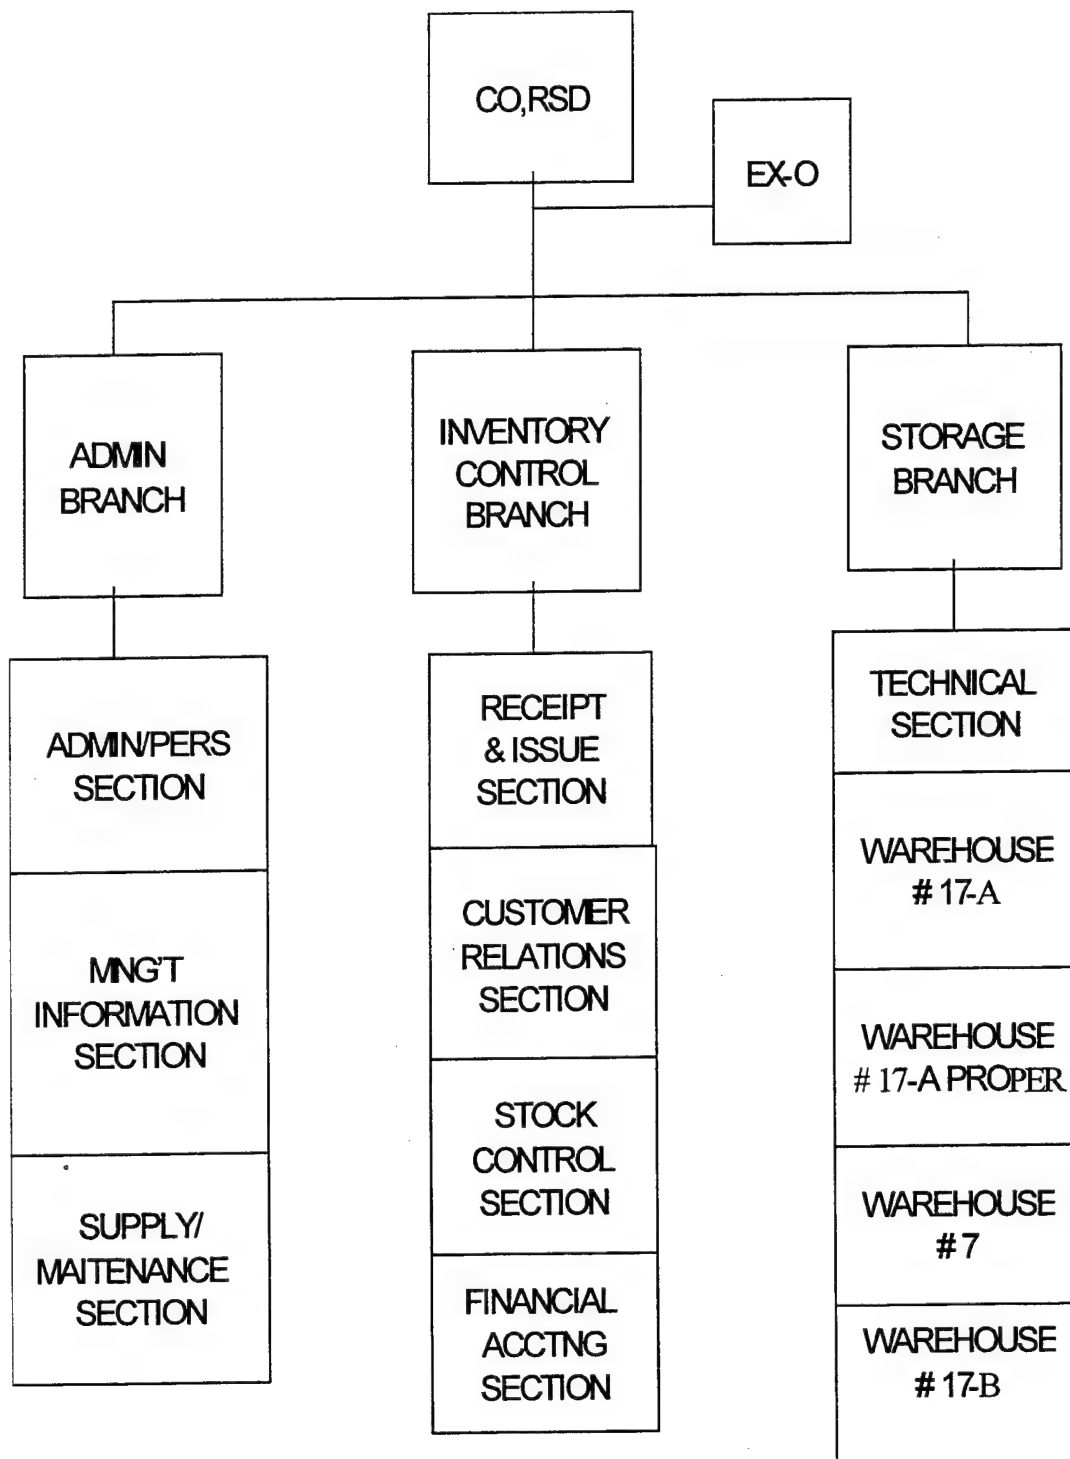 CO,RSD
EX-O
ADMIN
BRANCH
INVENTORY
CONTROL
BRANCH
STORAGE
BRANCH
ADMIN/PERS
SECTION
MNG'T
INFORMATION
SECTION
SUPPLY/
MAITENANCE
SECTION
RECEIPT
& ISSUE
SECTION
CUSTOMER
RELATIONS
SECTION
STOCK
CONTROL
SECTION
FINANCIAL
ACCTNG
SECTION
TECHNICAL
SECTION
WAREHOUSE
# 17-A
WAREHOUSE
# 17-A PROPER
WAREHOUSE
# 7
WAREHOUSE
# 17-B